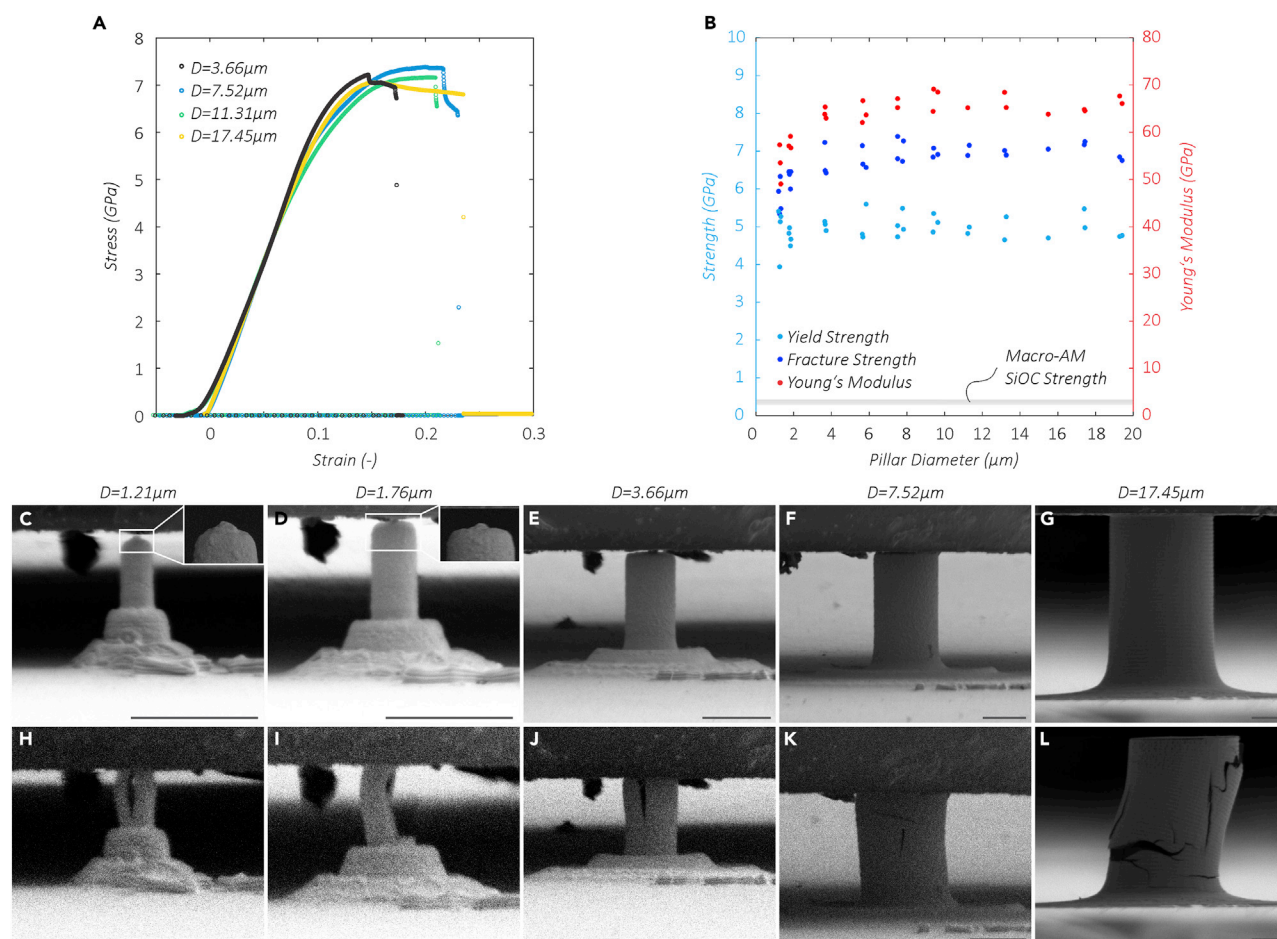 A
8
7
6
5
4
3
2
1
0
0
0.1
0.2
0.3
Stress (GPa)
Strain (-)
D=3.66μm
D=7.52μm
D=11.31μm
D=17.45μm
B
10
9
8
7
6
5
4
3
2
1
0
80
70
60
50
40
30
20
10
0
0
2
4
6
8
10
12
14
16
18
20
Strength (GPa)
Young's Modulus (GPa)
Pillar Diameter (μm)
Yield Strength
Fracture Strength
Young's Modulus
Macro-AM
SiOC Strength
D=1.21μm
D=1.76μm
D=3.66μm
D=7.52μm
D=17.45μm
C
D
E
F
G
H
I
J
K
L